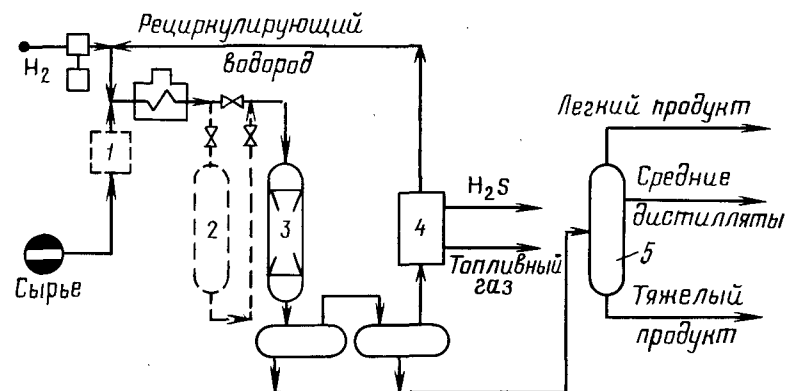 Рециркулирующий
водород
H₂
1
Сырье
2
3
4
H₂S
Топливный
газ
Легкий продукт
Средние
дистилляты
5
Тяжелый
продукт